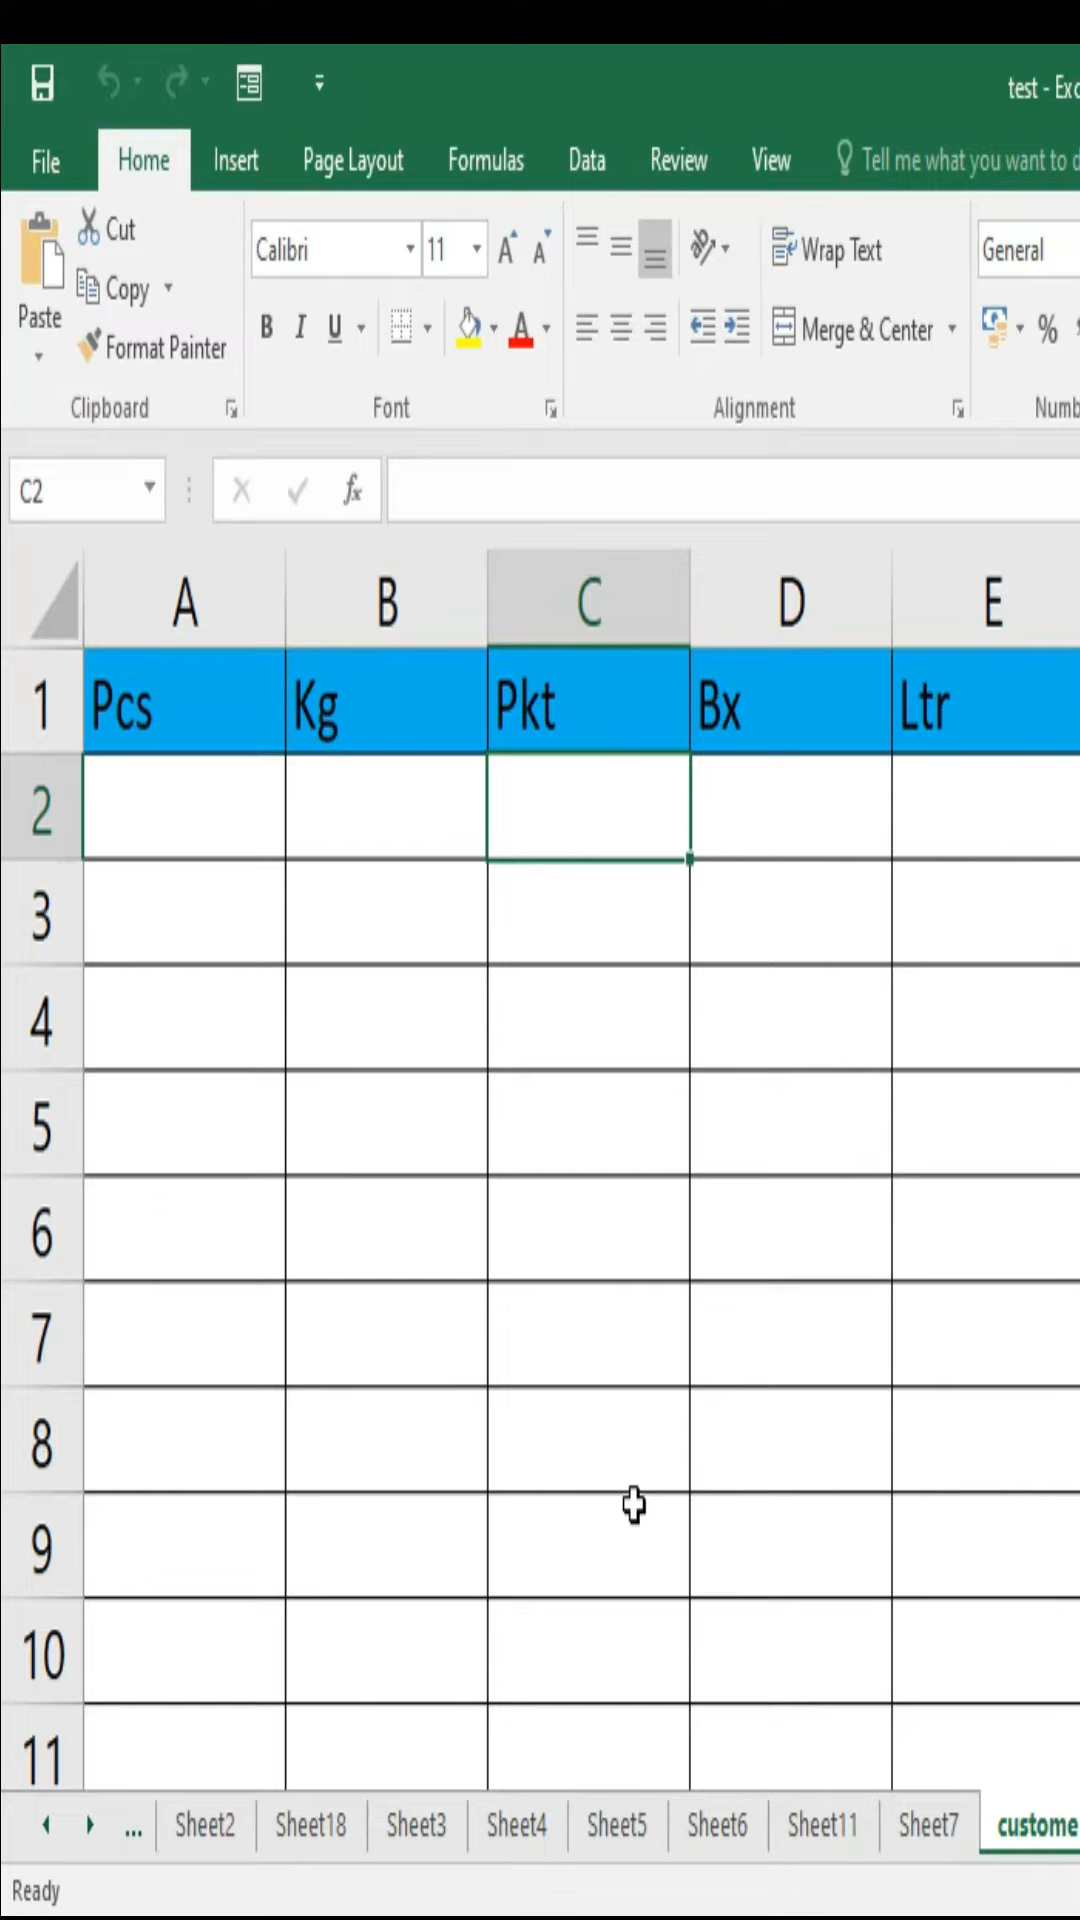 test - Exc
File Home Insert Page Layout Formulas Data Review View Tell me what you want to d
Cut
Copy
Format Painter
Paste
Clipboard
Calibri 11 A A
B I U A
Font
Wrap Text
Merge & Center
Alignment
General
%
Numb
C2 fx
A B C D E
1 Pcs Kg Pkt Bx Ltr
2
3
4
5
6
7
8
9
10
11
... Sheet2 Sheet18 Sheet3 Sheet4 Sheet5 Sheet6 Sheet11 Sheet7 custome
Ready